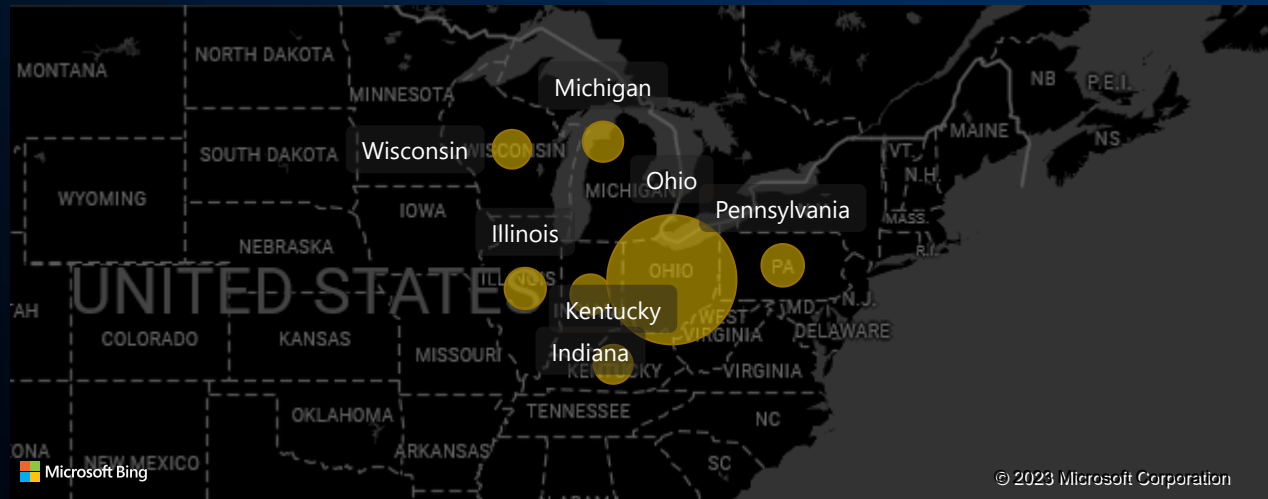 NORTH DAKOTA
MONTANA
MINNESOTA
Michigan
NB
P.E.I.
MAINE
NS
Wisconsin
WISCONSIN
SOUTH DAKOTA
VT.
N.H.
Ohio
MICHIGAN
WYOMING
IOWA
Pennsylvania
MASS.
Illinois
NEBRASKA
R.I.
OHIO
PA
ILLINOIS
UNITED STATES
N.J.
MD.
Kentucky
WEST
VIRGINIA
DELAWARE
COLORADO
KANSAS
MISSOURI
Indiana
KENTUCKY
VIRGINIA
TENNESSEE
OKLAHOMA
NC
ARKANSAS
NEW MEXICO
SC
Microsoft Bing
© 2023 Microsoft Corporation